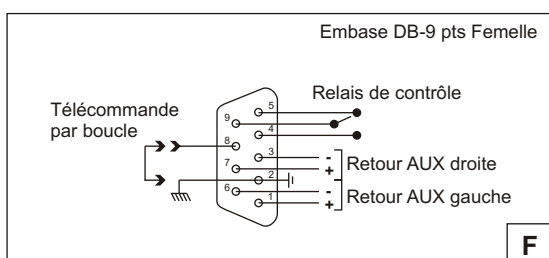 Embase DB-9 pts Femelle
Relais de contrôle
Télécommande
par boucle
5
9
4
8
3
7
2
6
1
-
+
Retour AUX droite
-
+
Retour AUX gauche
F